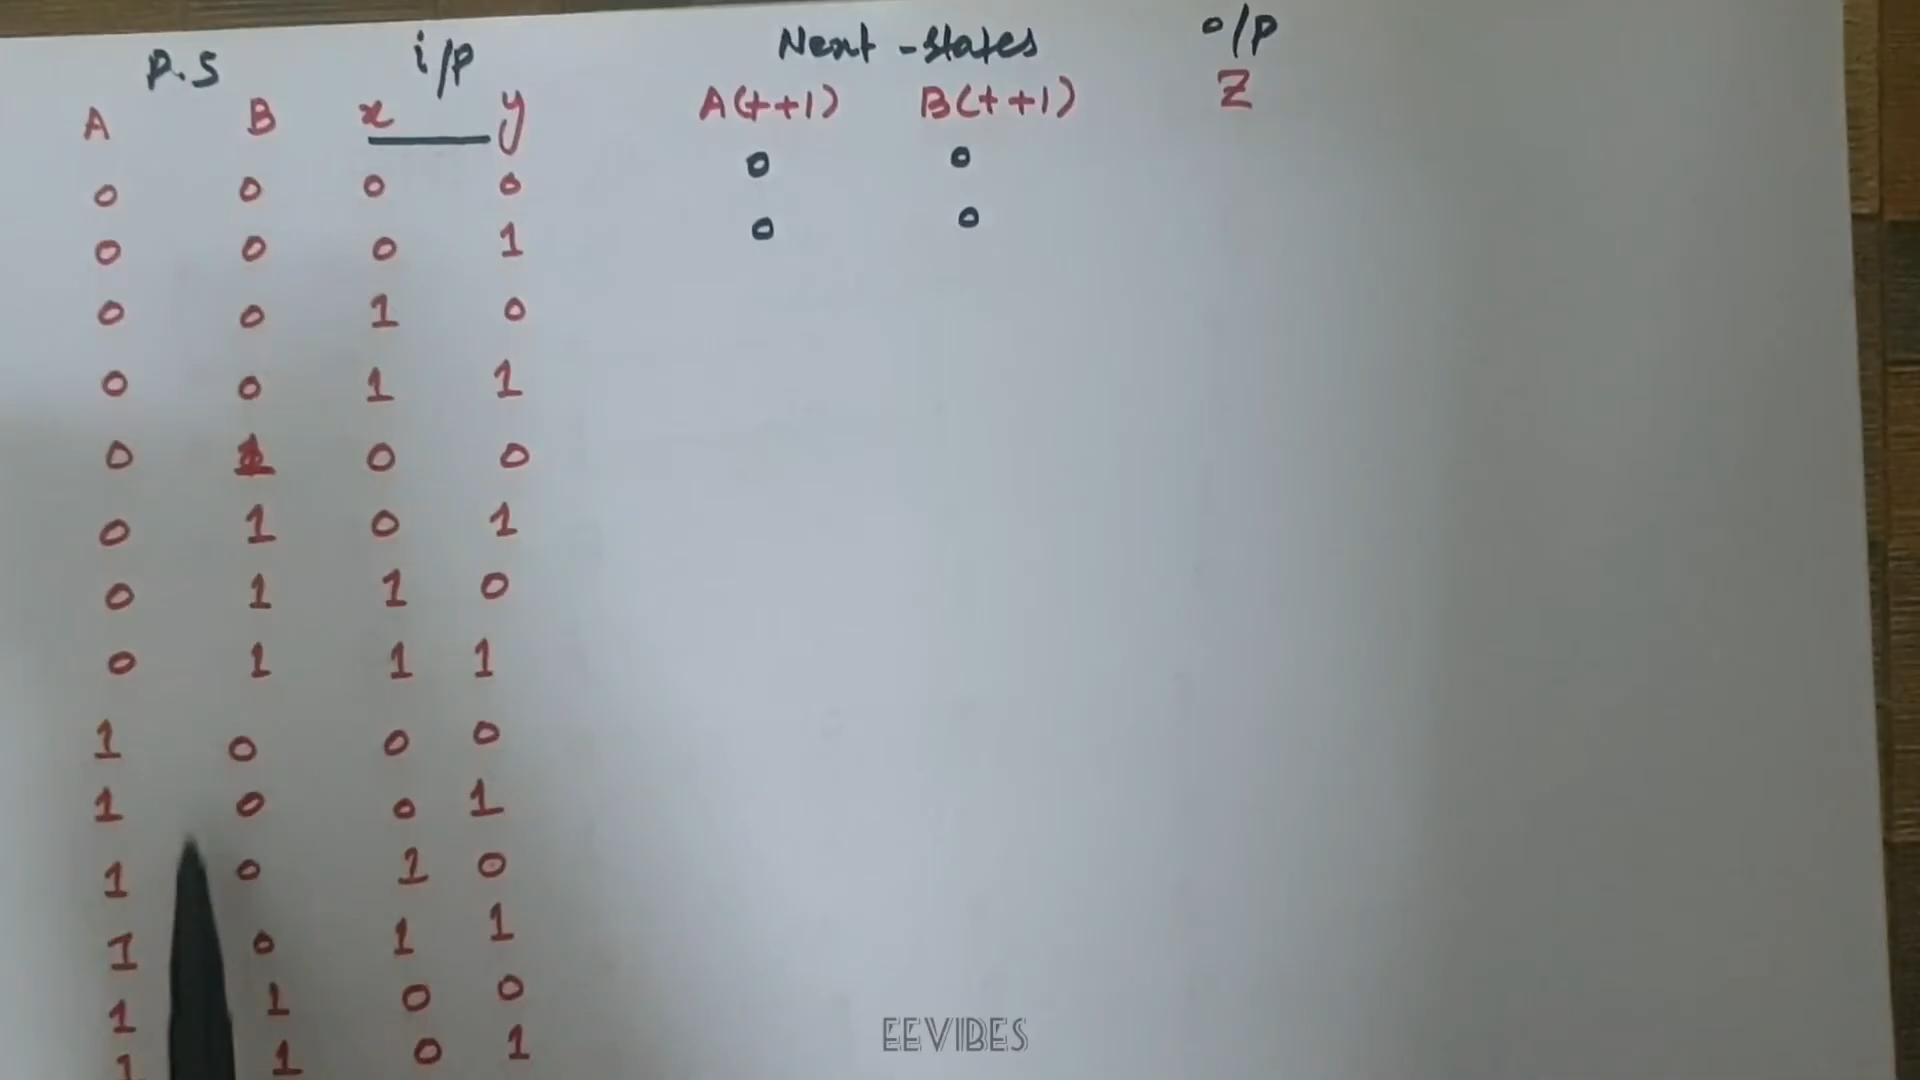 P.S i/p Next-states o/p
A B x y A(t+1) B(t+1) Z
0 0 0 0 0 0
0 0 0 1 0 0
0 0 1 0
0 0 1 1
0 1 0 0
0 1 0 1
0 1 1 0
0 1 1 1
1 0 0 0
1 0 0 1
1 0 1 0
1 0 1 1
1 1 0 0
1 1 0 1
EEVIBES